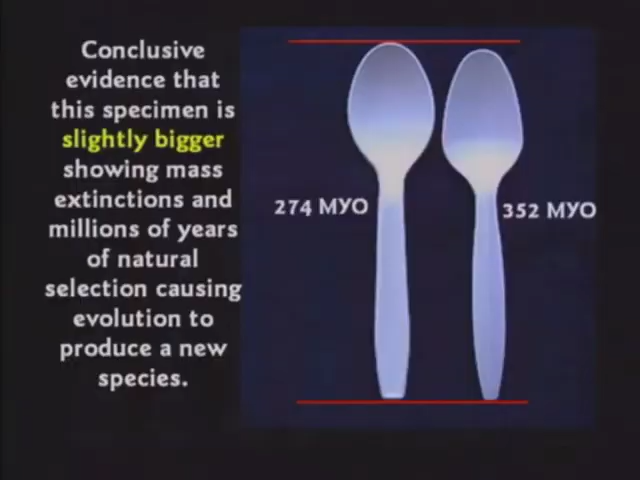 Conclusive
evidence that
this specimen is
slightly bigger
showing mass
extinctions and
millions of years
of natural
selection causing
evolution to
produce a new
species.
274 MYO
352 MYO